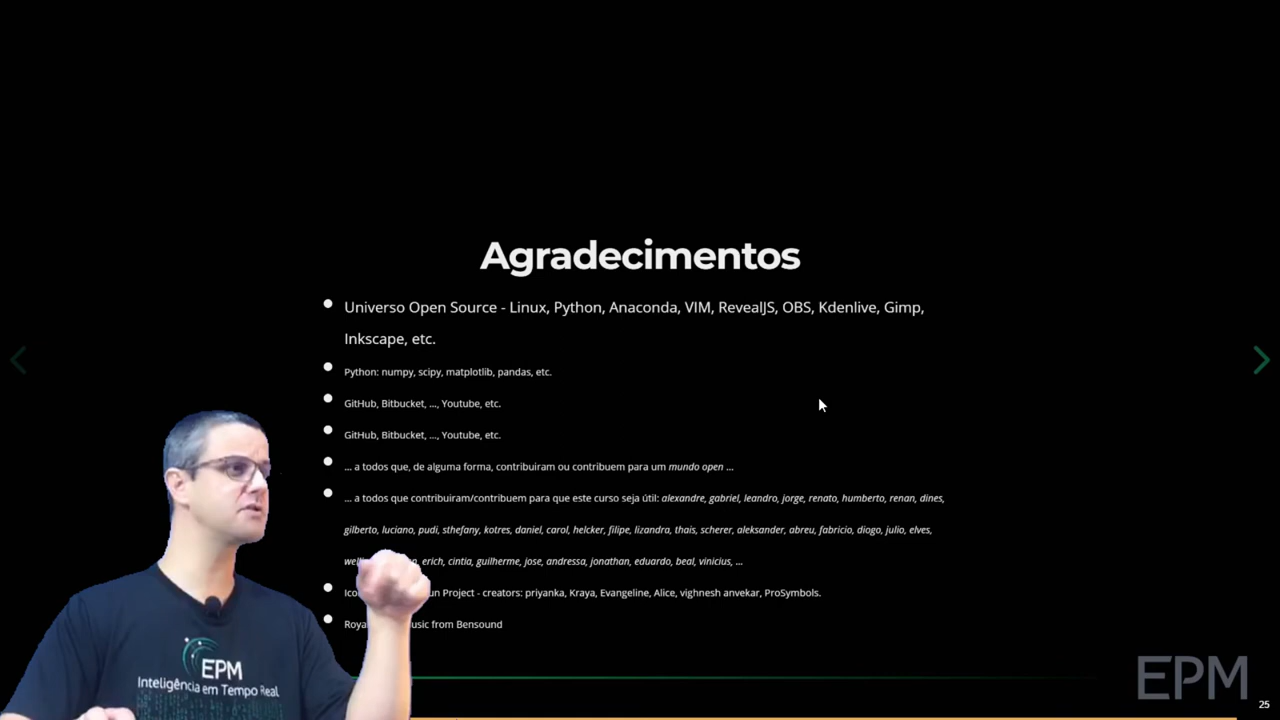 Agradecimentos
Universo Open Source - Linux, Python, Anaconda, VIM, RevealJS, OBS, Kdenlive, Gimp,
Inkscape, etc.
Python: numpy, scipy, matplotlib, pandas, etc.
GitHub, Bitbucket, ..., Youtube, etc.
GitHub, Bitbucket, ..., Youtube, etc.
... a todos que, de alguma forma, contribuiram ou contribuem para um mundo open ...
... a todos que contribuiram/contribuem para que este curso seja útil: alexandre, gabriel, leandro, jorge, renato, humberto, renan, dines,
gilberto, luciano, pudi, sthefany, kotres, daniel, carol, helcker, filipe, lizandra, thais, scherer, aleksander, abreu, fabricio, diogo, julio, elves,
erich, cintia, guilherme, jose, andressa, jonathan, eduardo, beal, vinicius, ...
Project - creators: priyanka, Kraya, Evangeline, Alice, vighnesh anvekar, ProSymbols.
from Bensound
EPM
Inteligência em Tempo Real
EPM
25